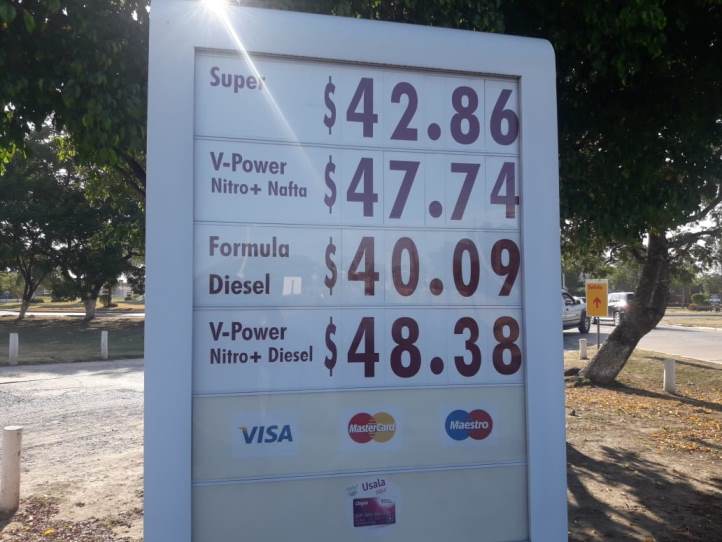 Super $42.86
V-Power
Nitro+ Nafta $47.74
Formula
Diesel $40.09
V-Power
Nitro+ Diesel $48.38
VISA MasterCard Maestro
Usala